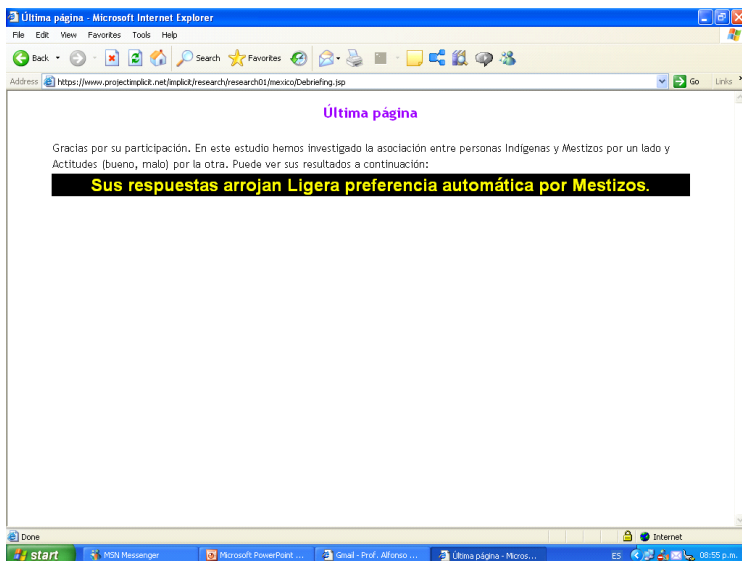 Última página - Microsoft Internet Explorer
File Edit View Favorites Tools Help
Back Search Favorites
Address https://www.projectimplicit.net/implicit/research/research01/mexico/Debriefing.jsp Go Links
Última página
Gracias por su participación. En este estudio hemos investigado la asociación entre personas Indígenas y Mestizos por un lado y
Actitudes (bueno, malo) por la otra. Puede ver sus resultados a continuación:
Sus respuestas arrojan Ligera preferencia automática por Mestizos.
Done Internet
start MSN Messenger Microsoft PowerPoint ... Gmail - Prof. Alfonso ... Última página - Micros... ES 08:55 p.m.